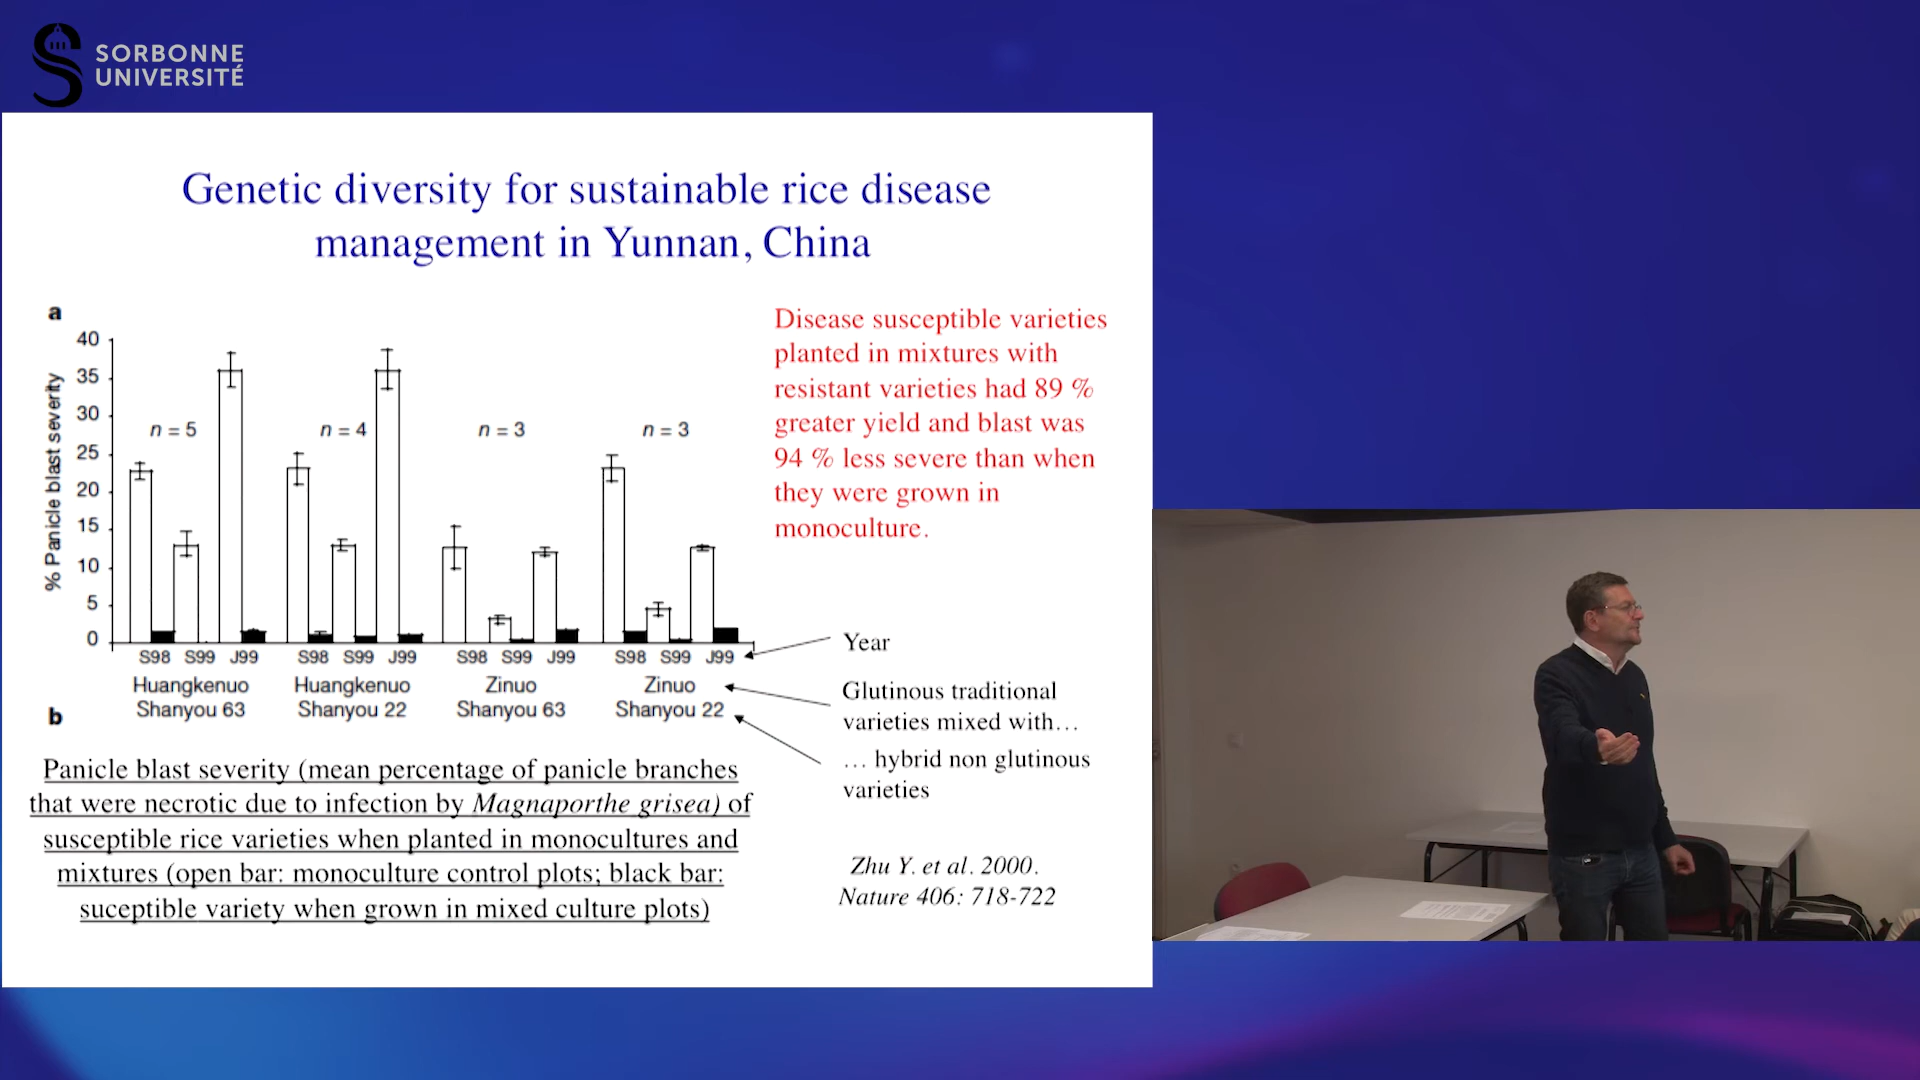 SORBONNE
UNIVERSITÉ
Genetic diversity for sustainable rice disease
management in Yunnan, China
a
% Panicle blast severity
40
35
30
25
20
15
10
5
0
n = 5
n = 4
n = 3
n = 3
S98 S99 J99
S98 S99 J99
S98 S99 J99
S98 S99 J99
Huangkenuo
Shanyou 63
Huangkenuo
Shanyou 22
Zinuo
Shanyou 63
Zinuo
Shanyou 22
b
Disease susceptible varieties
planted in mixtures with
resistant varieties had 89 %
greater yield and blast was
94 % less severe than when
they were grown in
monoculture.
Year
Glutinous traditional
varieties mixed with…
… hybrid non glutinous
varieties
Panicle blast severity (mean percentage of panicle branches
that were necrotic due to infection by Magnaporthe grisea) of
susceptible rice varieties when planted in monocultures and
mixtures (open bar: monoculture control plots; black bar:
suceptible variety when grown in mixed culture plots)
Zhu Y. et al. 2000.
Nature 406: 718-722